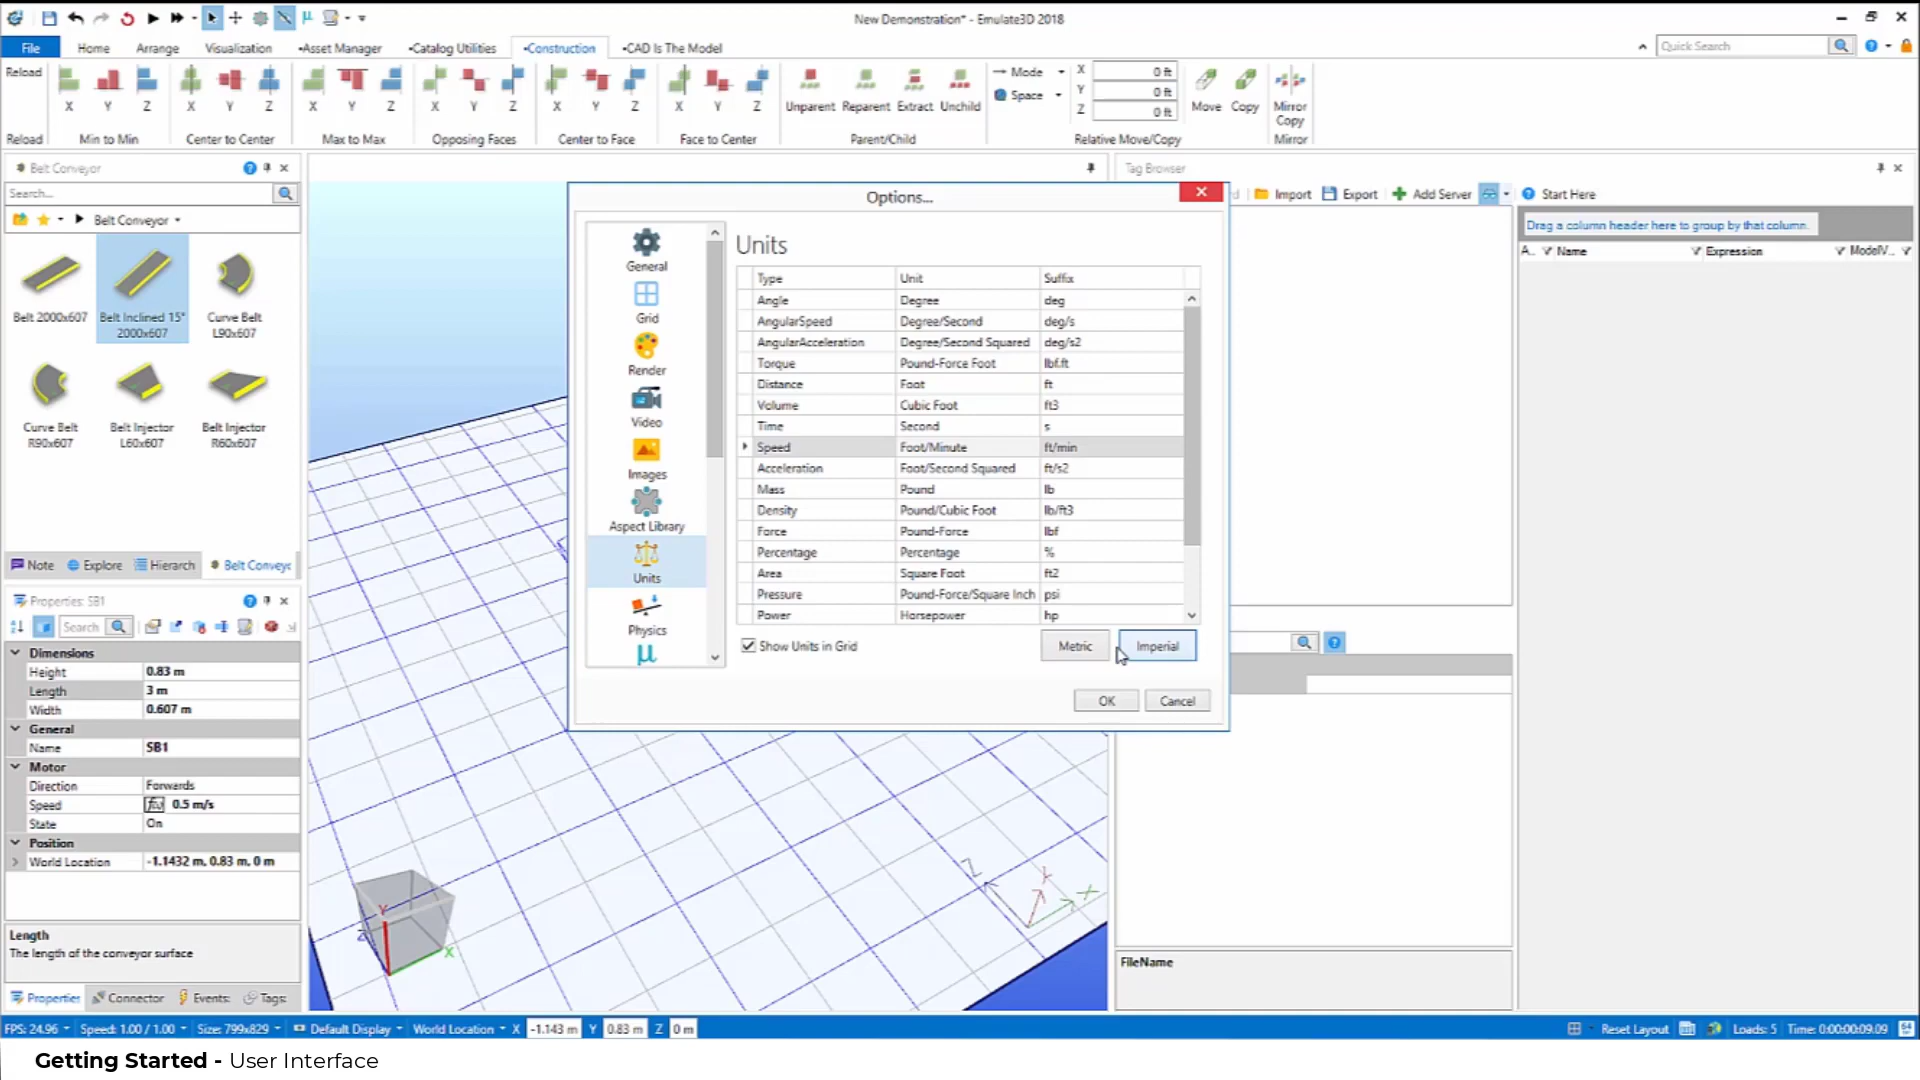 New Demonstration* - Emulate3D 2018
File Home Arrange Visualization •Asset Manager •Catalog Utilities •Construction •CAD Is The Model Quick Search
Reload Mode X 0 ft
Space Y 0 ft
Z 0 ft
X Y Z X Y Z X Y Z X Y Z X Y Z X Y Z Unparent Reparent Extract Unchild Move Copy Mirror Copy
Reload Min to Min Center to Center Max to Max Opposing Faces Center to Face Face to Center Parent/Child Relative Move/Copy Mirror
Belt Conveyor
Search...
Belt Conveyor
Belt 2000x607
Belt Inclined 15° 2000x607
Curve Belt L90x607
Curve Belt R90x607
Belt Injector L60x607
Belt Injector R60x607
Note Explore Hierarch Belt Conveyc
Properties: SB1
Search
Dimensions
Height 0.83 m
Length 3 m
Width 0.607 m
General
Name SB1
Motor
Direction Forwards
Speed f(x) 0.5 m/s
State On
Position
World Location -1.1432 m, 0.83 m, 0 m
Length
The length of the conveyor surface
Properties Connector Events: Tags:
Options...
General
Grid
Render
Video
Images
Aspect Library
Units
Physics
µ
Units
Type Unit Suffix
Angle Degree deg
AngularSpeed Degree/Second deg/s
AngularAcceleration Degree/Second Squared deg/s2
Torque Pound-Force Foot lbf.ft
Distance Foot ft
Volume Cubic Foot ft3
Time Second s
Speed Foot/Minute ft/min
Acceleration Foot/Second Squared ft/s2
Mass Pound lb
Density Pound/Cubic Foot lb/ft3
Force Pound-Force lbf
Percentage Percentage %
Area Square Foot ft2
Pressure Pound-Force/Square Inch psi
Power Horsepower hp
Show Units in Grid Metric Imperial
OK Cancel
Y
Z
X
Z Y X
Tag Browser
Import Export Add Server Start Here
Drag a column header here to group by that column.
A.. Name Expression ModelV...
FileName
FPS: 24.96 Speed: 1.00 / 1.00 Size: 799x829 Default Display World Location X -1.143 m Y 0.83 m Z 0 m Reset Layout Loads: 5 Time: 0:00:00:09.09 64
Getting Started - User Interface